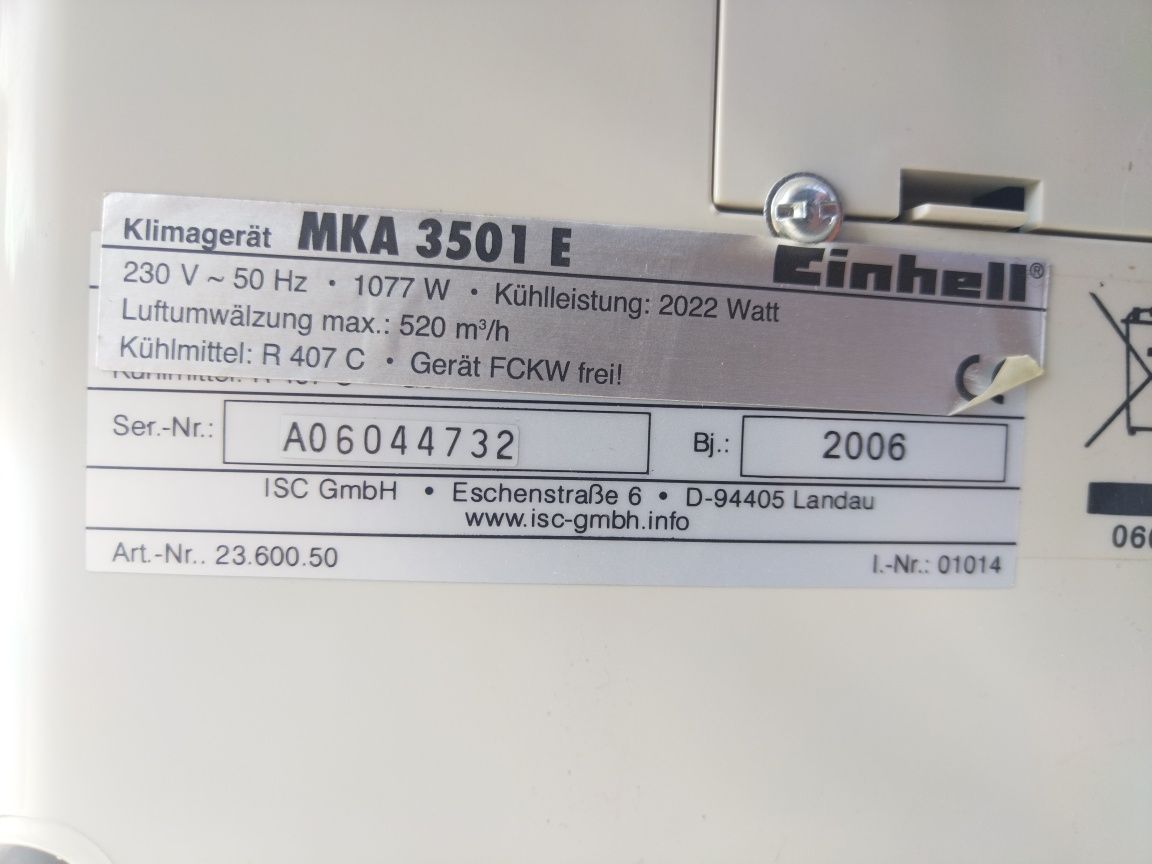 Klimagerät MKA 3501 E
Einhell®
230 V ~ 50 Hz • 1077 W • Kühlleistung: 2022 Watt
Luftumwälzung max.: 520 m³/h
Kühlmittel: R 407 C • Gerät FCKW frei!
Ser.-Nr.: A06044732 Bj.: 2006
ISC GmbH • Eschenstraße 6 • D-94405 Landau
www.isc-gmbh.info
Art.-Nr.. 23.600.50 I.-Nr.: 01014